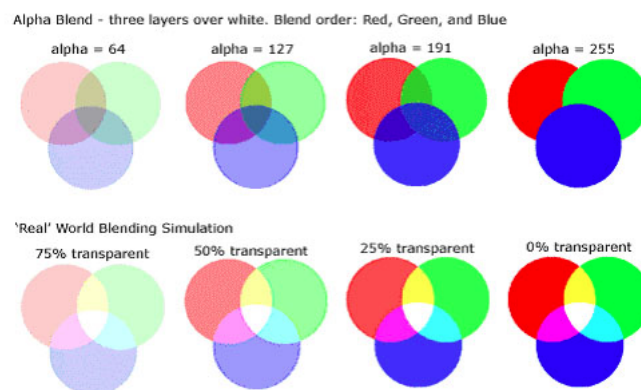 Alpha Blend - three layers over white. Blend order: Red, Green, and Blue
alpha = 64 alpha = 127 alpha = 191 alpha = 255
‘Real’ World Blending Simulation
75% transparent 50% transparent 25% transparent 0% transparent